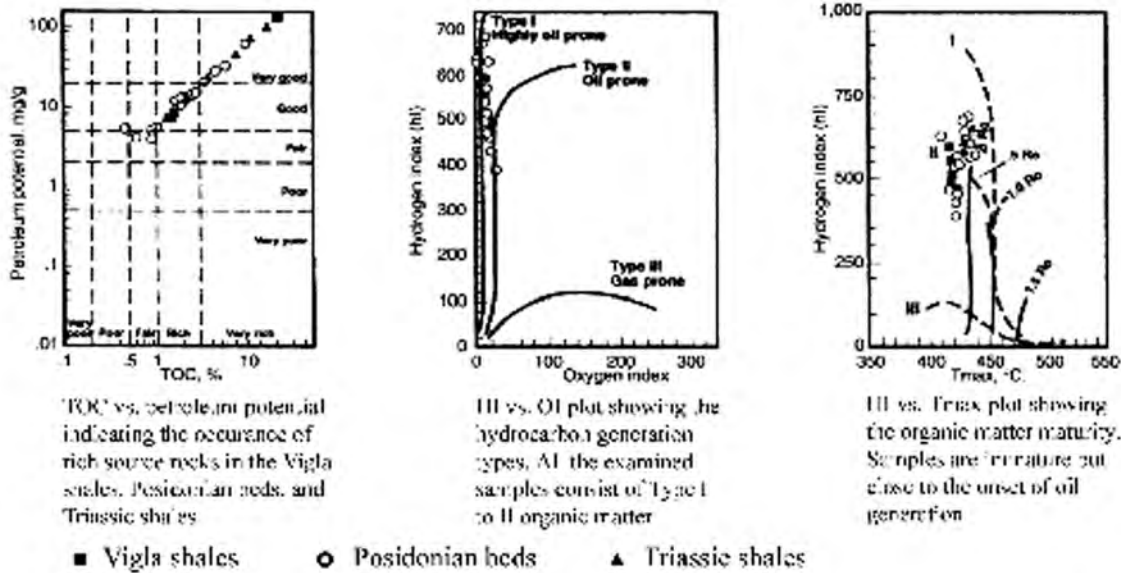 100
10
1
.1
.01
Petroleum potential, mg/g
Very good
Good
Fair
Poor
Very poor
Very poor
Poor
Fair
Rich
Very rich
.1
.5
1
10
TOC, %
TOC vs. petroleum potential
indicating the occurance of
rich source rocks in the Vigla
shales, Posidonian beds, and
Triassic shales
Hydrogen index (hI)
700
600
500
400
300
200
100
0
Type I
Highly oil prone
Type II
Oil prone
Type III
Gas prone
0
100
200
300
Oxygen index
HI vs. OI plot showing the
hydrocarbon generation
types. All the examined
samples consist of Type I
to II organic matter
Hydrogen index (hI)
1,000
750
500
250
0
I
II
III
1.0 Ro
1.3 Ro
350
400
450
500
550
Tmax, °C
HI vs. Tmax plot showing
the organic matter maturity.
Samples are immature but
close to the onset of oil
generation
■ Vigla shales
○ Posidonian beds
▲ Triassic shales